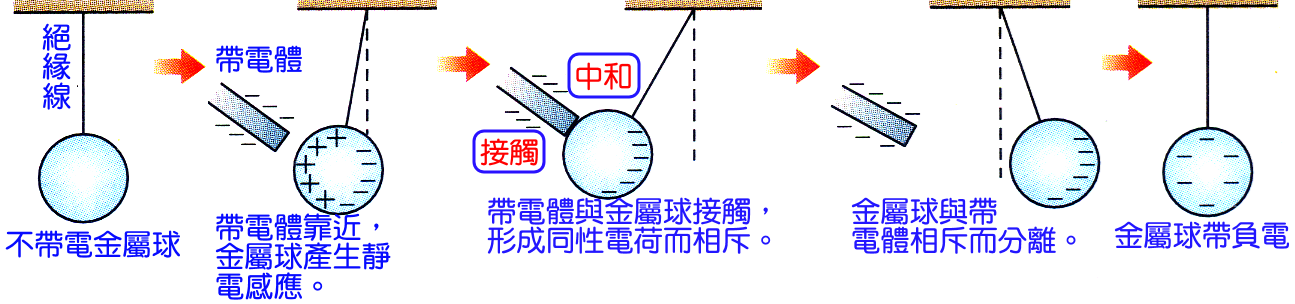 絕緣線
不帶電金屬球
帶電體
帶電體靠近，
金屬球產生靜
電感應。
中和
接觸
帶電體與金屬球接觸，
形成同性電荷而相斥。
金屬球與帶
電體相斥而分離。
金屬球帶負電